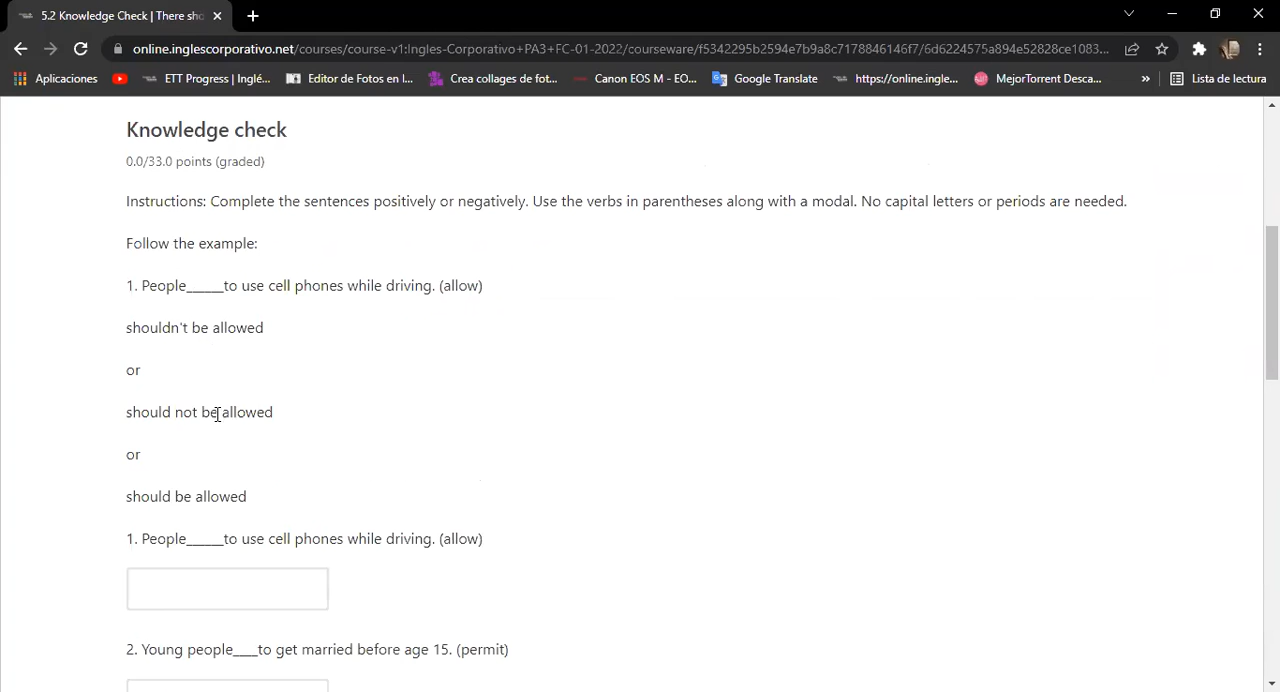 5.2 Knowledge Check | There sho
online.inglescorporativo.net/courses/course-v1:Ingles-Corporativo+PA3+FC-01-2022/courseware/f5342295b2594e7b9a8c7178846146f7/6d6224575a894e52828ce1083...
Aplicaciones ETT Progress | Inglé... Editor de Fotos en l... Crea collages de fot... Canon EOS M - EO... Google Translate https://online.ingle... MejorTorrent Desca... » Lista de lectura
Knowledge check
0.0/33.0 points (graded)
Instructions: Complete the sentences positively or negatively. Use the verbs in parentheses along with a modal. No capital letters or periods are needed.
Follow the example:
1. People______to use cell phones while driving. (allow)
shouldn't be allowed
or
should not be allowed
or
should be allowed
1. People______to use cell phones while driving. (allow)
2. Young people____to get married before age 15. (permit)